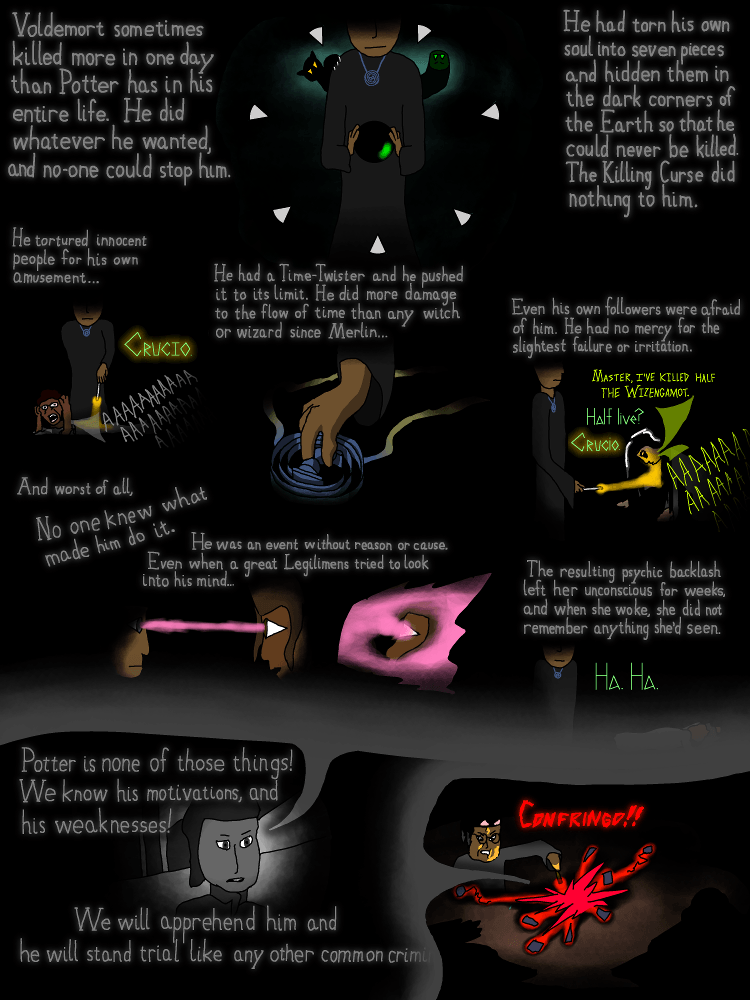 Voldemort sometimes
killed more in one day
than Potter has in his
entire life. He did
whatever he wanted,
and no-one could stop him.
He had torn his own
soul into seven pieces
and hidden them in
the dark corners of
the Earth so that he
could never be killed.
The Killing Curse did
nothing to him.
He tortured innocent
people for his own
amusement...
CRUCIO.
AAAAAAAAAA
AAAAAAA
AAAA
He had a Time-Twister and he pushed
it to its limit. He did more damage
to the flow of time than any witch
or wizard since Merlin...
Even his own followers were afraid
of him. He had no mercy for the
slightest failure or irritation.
MASTER, I'VE KILLED HALF
THE WIZENGAMOT.
Half live?
CRUCIO.
AAAAAAAA
AAAAAA
AAA
And worst of all,
No one knew what
made him do it.
He was an event without reason or cause.
Even when a great Legilimens tried to look
into his mind...
The resulting psychic backlash
left her unconscious for weeks,
and when she woke, she did not
remember anything she'd seen.
HA. HA.
Potter is none of those things!
We know his motivations, and
his weaknesses!
We will apprehend him and
he will stand trial like any other common crimi
CONFRINGO!!